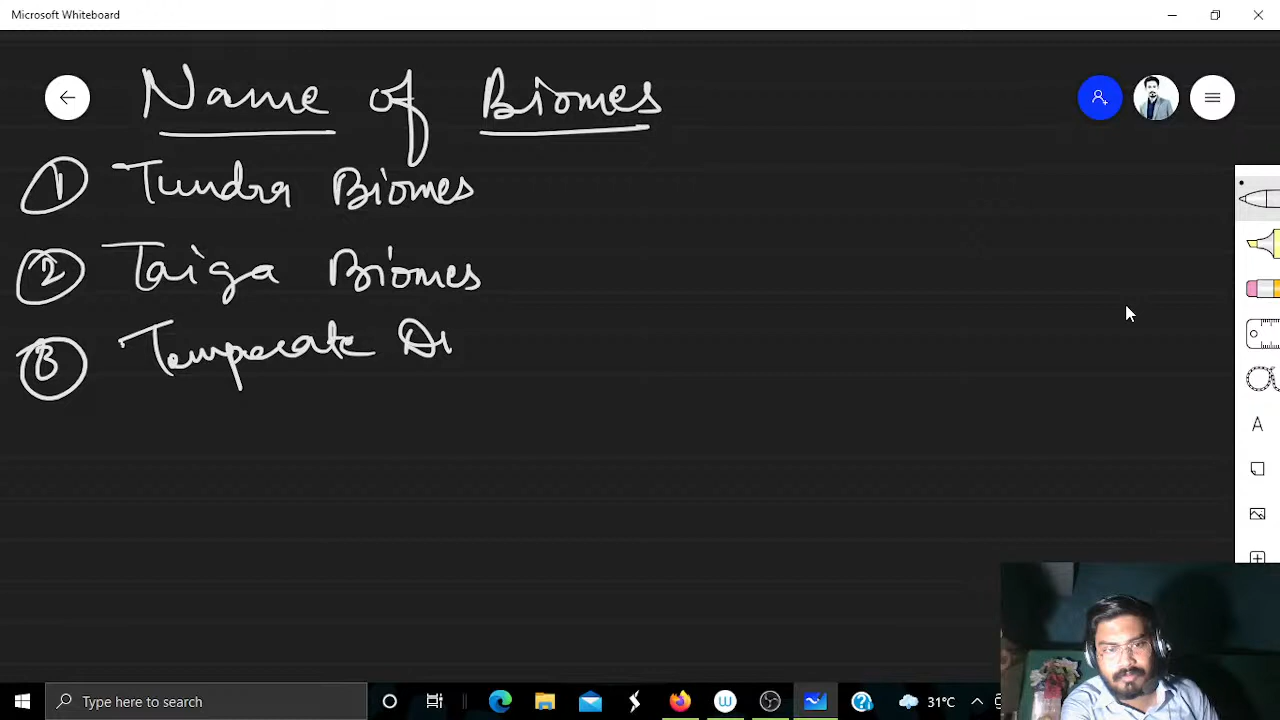 Microsoft Whiteboard
Name of Biomes
1 Tundra Biomes
2 Taiga Biomes
3 Temperate
A
Type here to search
31°C